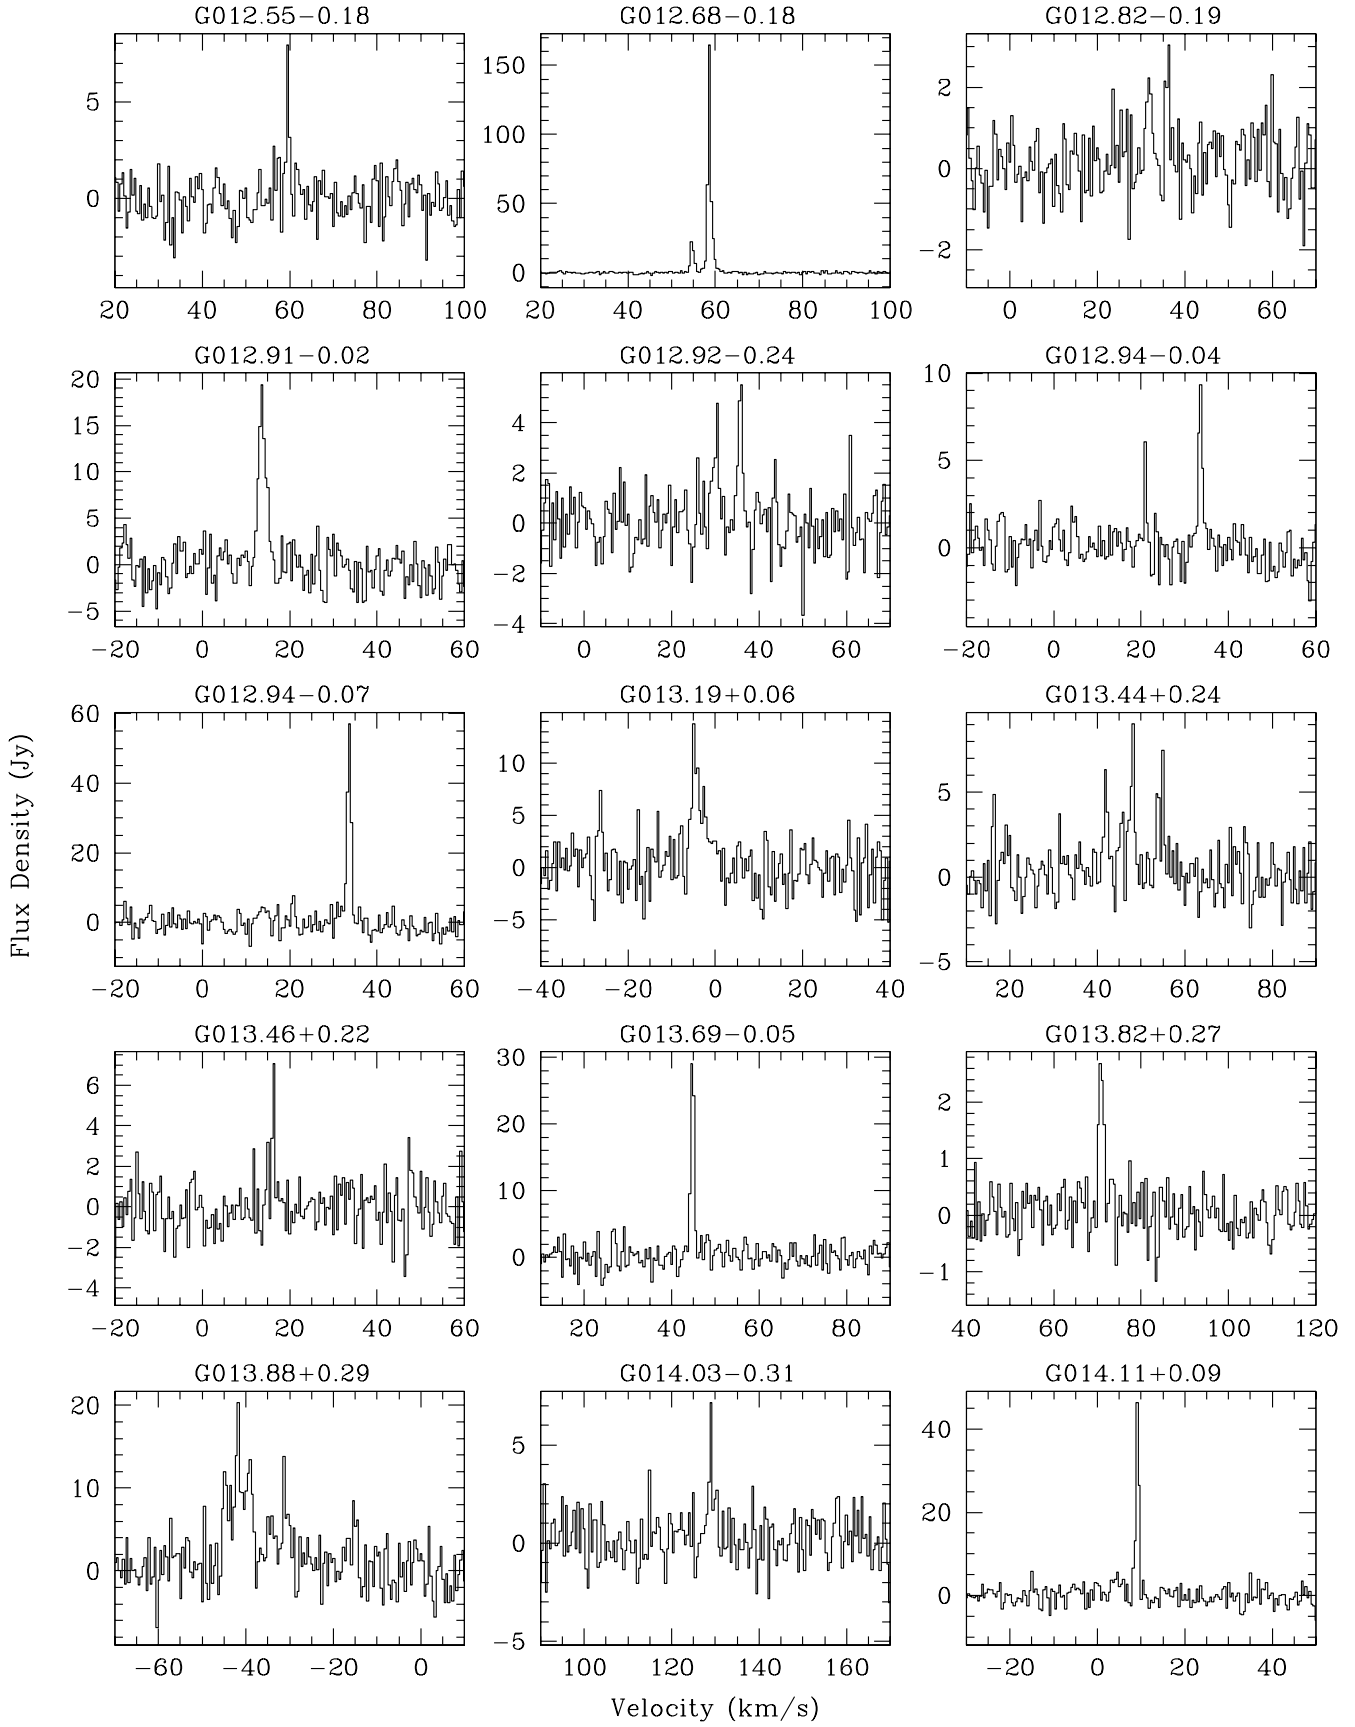 G012.55−0.18 G012.68−0.18 G012.82−0.19
5 0
150 100 50 0
2 0 −2
20 40 60 80 100 20 40 60 80 100 0 20 40 60
G012.91−0.02 G012.92−0.24 G012.94−0.04
20 15 10 5 0 −5
4 2 0 −2 −4
10 5 0
−20 0 20 40 60 0 20 40 60 −20 0 20 40 60
G012.94−0.07 G013.19+0.06 G013.44+0.24
60 40 20 0
10 5 0 −5
5 0 −5
−20 0 20 40 60 −40 −20 0 20 40 20 40 60 80
Flux Density (Jy)
G013.46+0.22 G013.69−0.05 G013.82+0.27
6 4 2 0 −2 −4
30 20 10 0
2 1 0 −1
−20 0 20 40 60 20 40 60 80 40 60 80 100 120
G013.88+0.29 G014.03−0.31 G014.11+0.09
20 10 0
5 0 −5
40 20 0
−60 −40 −20 0 100 120 140 160 −20 0 20 40
Velocity (km/s)